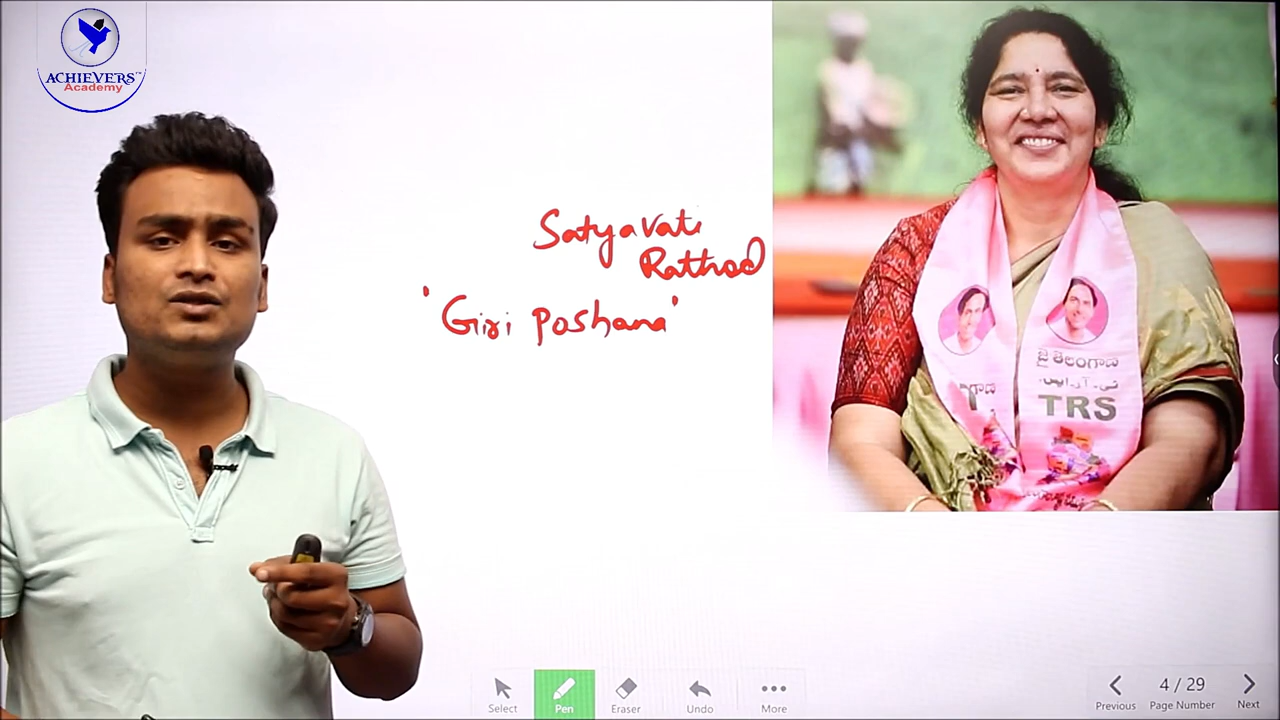 ACHIEVERS
Academy
Satyavati
Rathod
'Giri Poshana'
జై తెలంగాణ
TRS
Select
Pen
Eraser
Undo
More
Previous
4 / 29
Page Number
Next